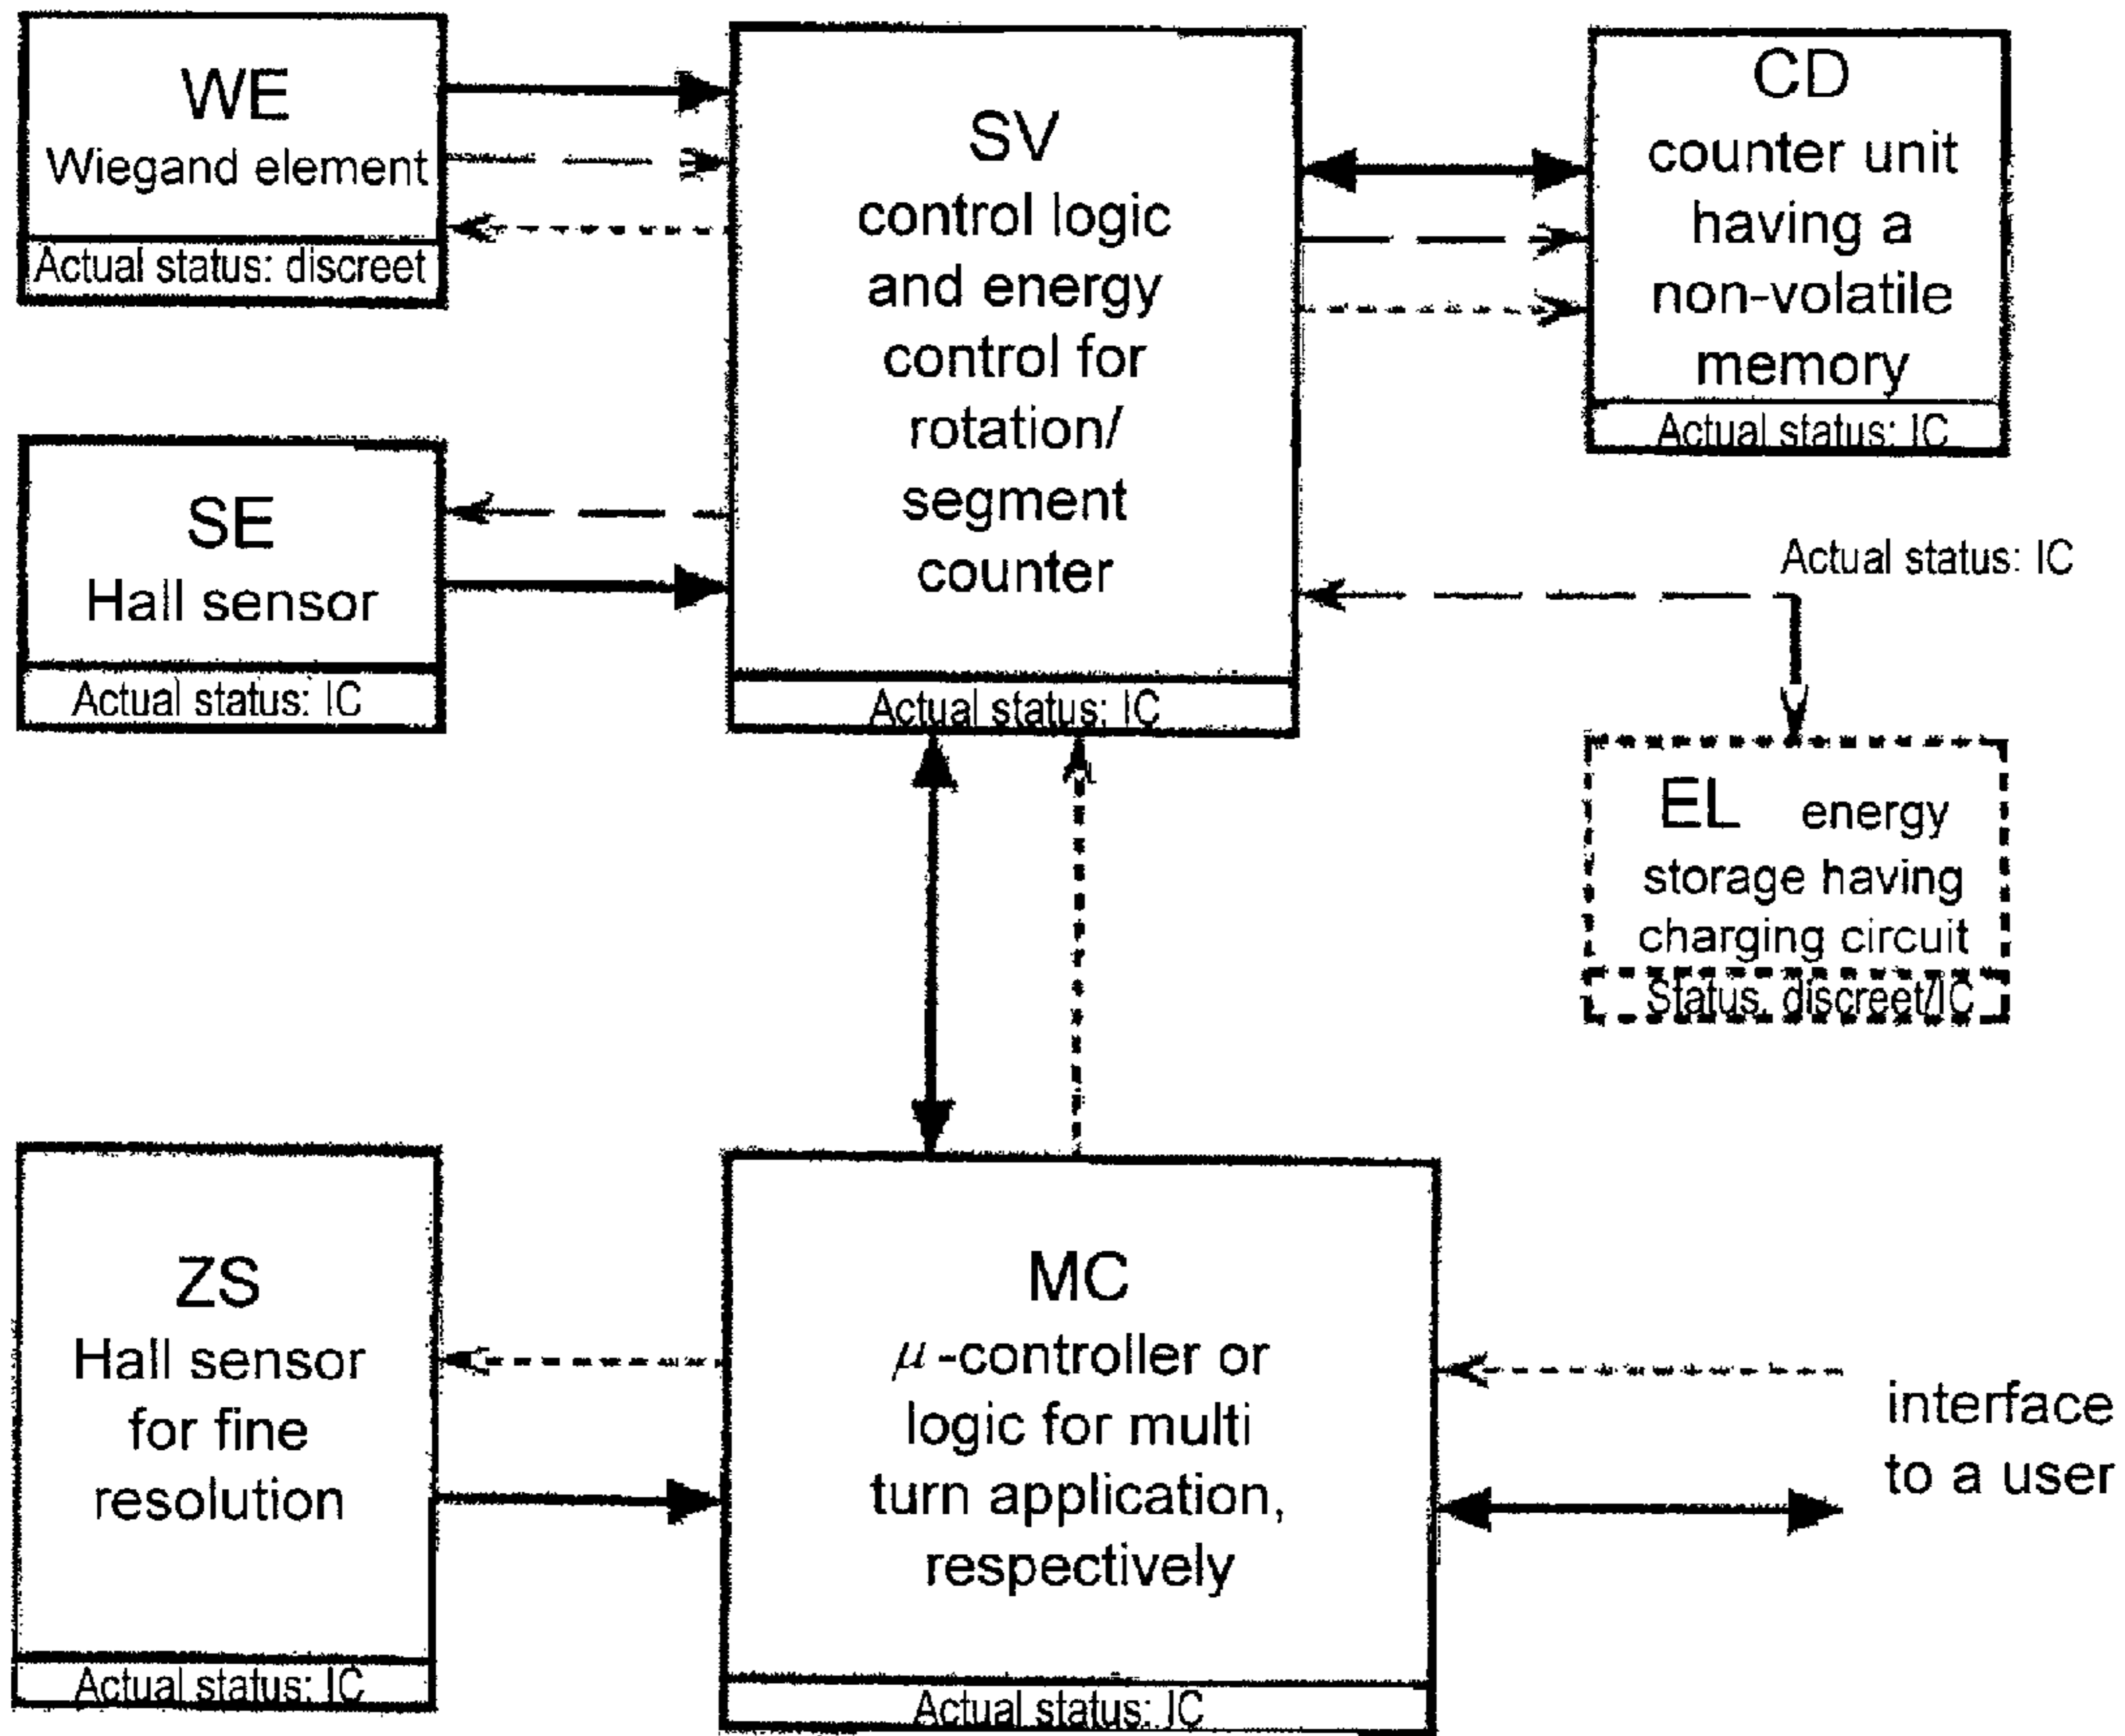 WE
Wiegand element
Actual status: discreet
SE
Hall sensor
Actual status: IC
SV
control logic
and energy
control for
rotation/
segment
counter
Actual status: IC
CD
counter unit
having a
non-volatile
memory
Actual status: IC
Actual status: IC
EL energy
storage having
charging circuit
Status. discreet/IC
ZS
Hall sensor
for fine
resolution
Actual status: IC
MC
μ-controller or
logic for multi
turn application,
respectively
Actual status: IC
interface
to a user